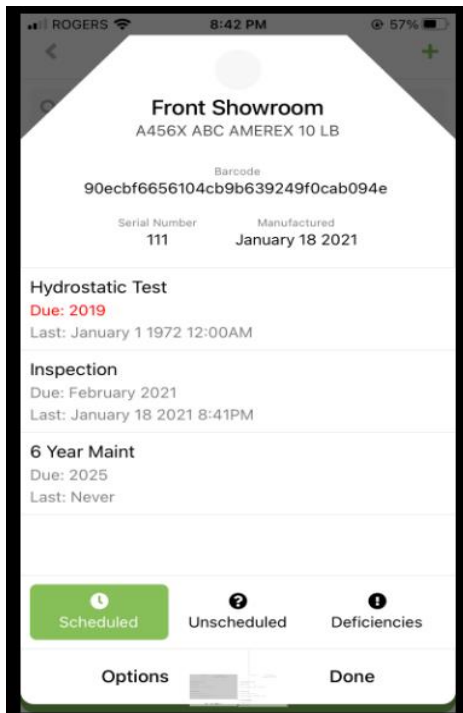 ROGERS 8:42 PM 57%
Front Showroom
A456X ABC AMEREX 10 LB
Barcode
90ecbf6656104cb9b639249f0cab094e
Serial Number Manufactured
111 January 18 2021
Hydrostatic Test
Due: 2019
Last: January 1 1972 12:00AM
Inspection
Due: February 2021
Last: January 18 2021 8:41PM
6 Year Maint
Due: 2025
Last: Never
Scheduled Unscheduled Deficiencies
Options Done